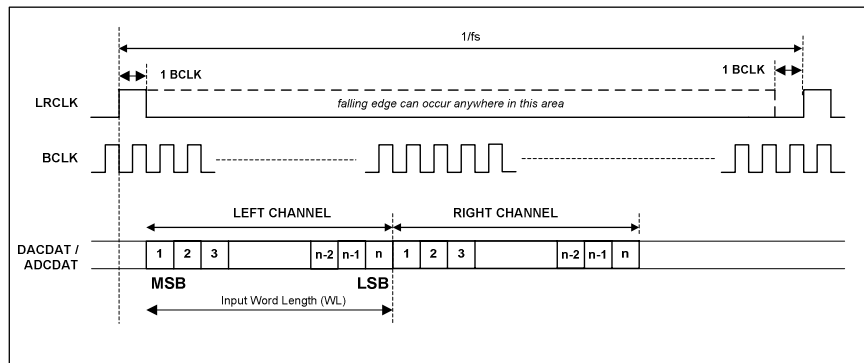 1/fs
1 BCLK
1 BCLK
LRCLK
falling edge can occur anywhere in this area
BCLK
LEFT CHANNEL
RIGHT CHANNEL
DACDAT /
ADCDAT
1 2 3 n-2 n-1 n 1 2 3 n-2 n-1 n
MSB
LSB
Input Word Length (WL)